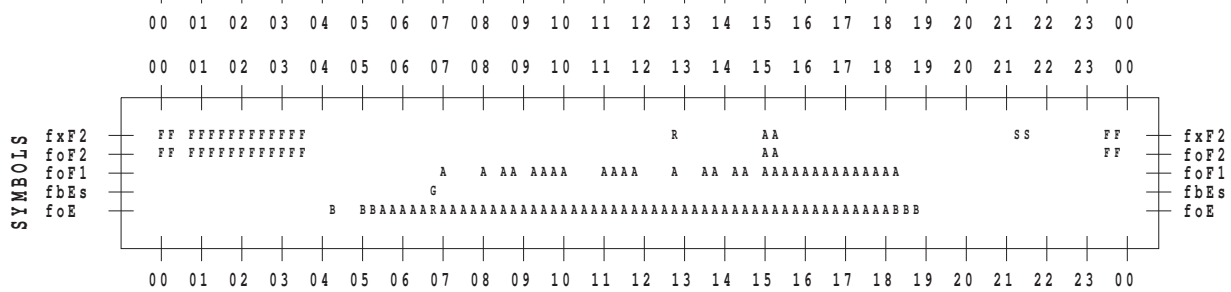 00 01 02 03 04 05 06 07 08 09 10 11 12 13 14 15 16 17 18 19 20 21 22 23 00
00 01 02 03 04 05 06 07 08 09 10 11 12 13 14 15 16 17 18 19 20 21 22 23 00
SYMBOLS
fxF2 FF FFFFFFFFFFFF R AA SS FF fxF2
foF2 FF FFFFFFFFFFFF AA FF foF2
foF1 A A AA AAAA AAAA A AA AA AAAAAAAAAAAAAA foF1
fbEs G fbEs
foE B BBAAAAARAAAAAAAAAAAAAAAAAAAAAAAAAAAAAAAAAAAAAAAAAAAAABBB foE
00 01 02 03 04 05 06 07 08 09 10 11 12 13 14 15 16 17 18 19 20 21 22 23 00